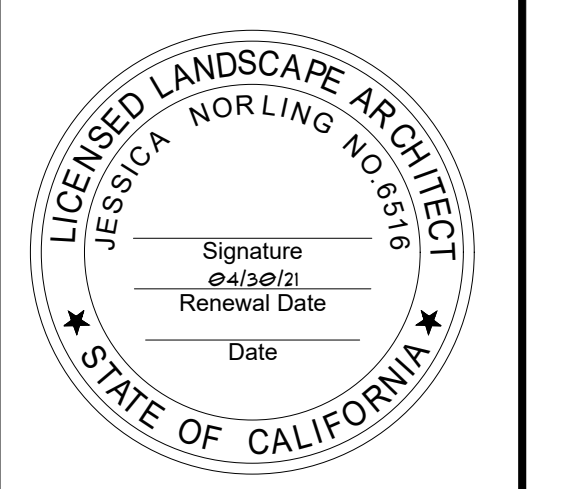 LICENSED LANDSCAPE ARCHITECT
JESSICA NORLING NO.6516
Signature
04/30/21
Renewal Date
Date
STATE OF CALIFORNIA